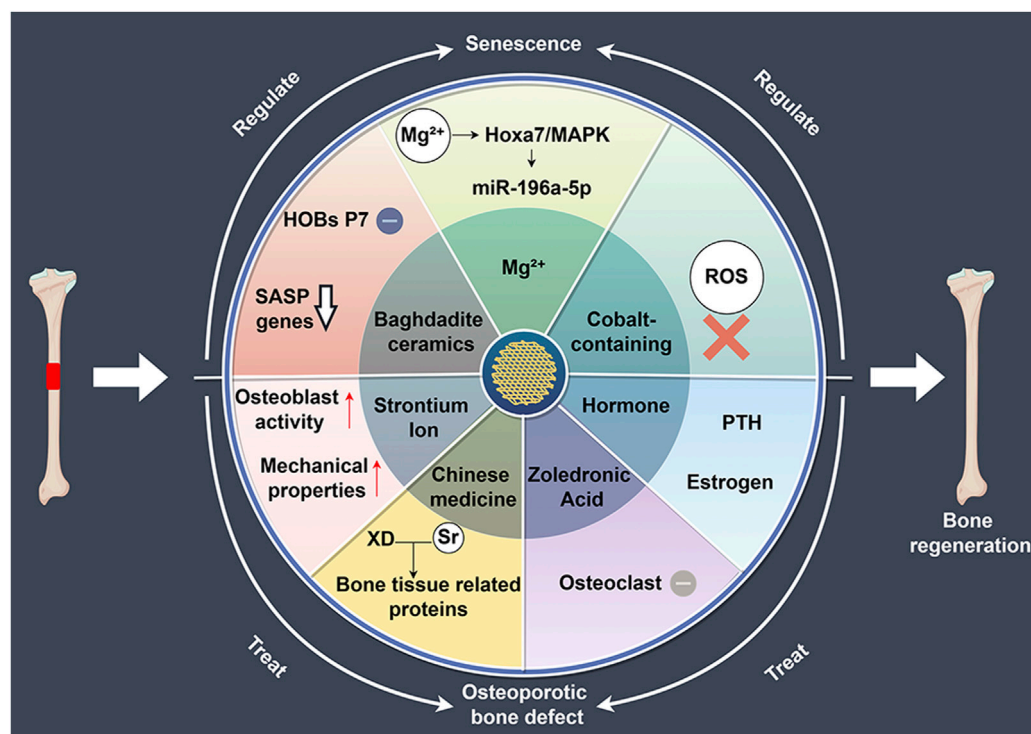 Senescence
Regulate
Regulate
Mg²⁺
Hoxa7/MAPK
miR-196a-5p
HOBs P7
SASP
genes
ROS
Mg²⁺
Baghdadite
ceramics
Cobalt-
containing
Osteoblast
activity
Mechanical
properties
Strontium
Ion
Hormone
PTH
Estrogen
Chinese
medicine
Zoledronic
Acid
XD
Sr
Bone tissue related
proteins
Osteoclast
Bone
regeneration
Treat
Treat
Osteoporotic
bone defect